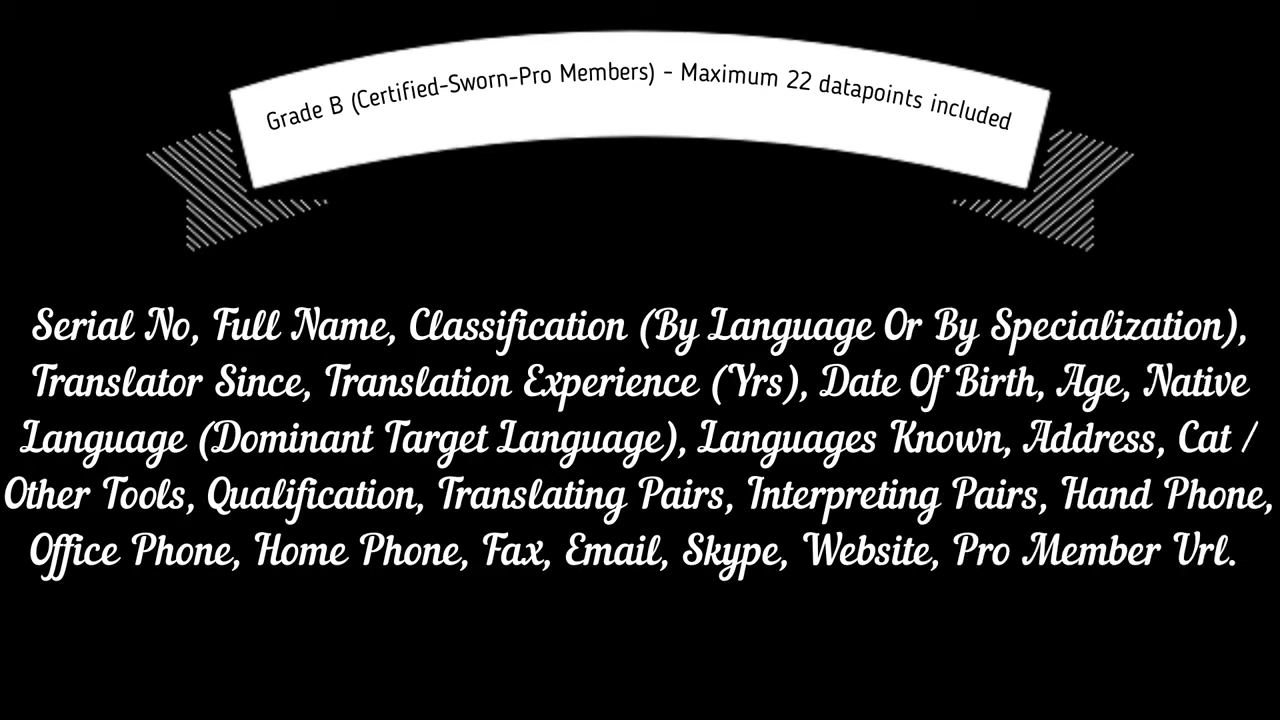 Grade B (Certified-Sworn-Pro Members) - Maximum 22 datapoints included
Serial No, Full Name, Classification (By Language Or By Specialization),
Translator Since, Translation Experience (Yrs), Date Of Birth, Age, Native
Language (Dominant Target Language), Languages Known, Address, Cat /
Other Tools, Qualification, Translating Pairs, Interpreting Pairs, Hand Phone,
Office Phone, Home Phone, Fax, Email, Skype, Website, Pro Member Url.